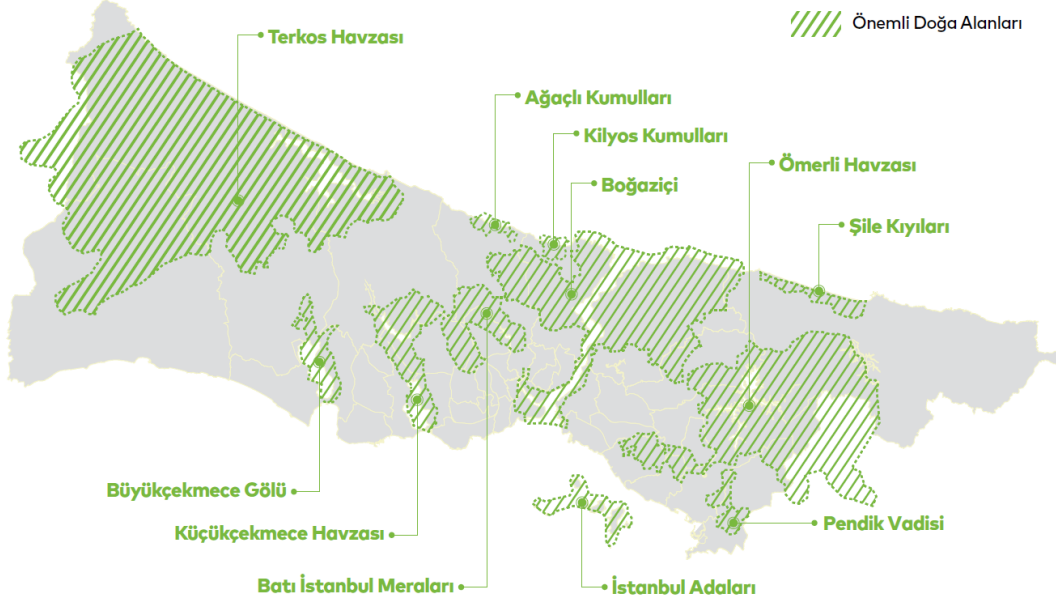 Önemli Doğa Alanları
Terkos Havzası
Ağaçlı Kumulları
Kilyos Kumulları
Ömerli Havzası
Boğaziçi
Şile Kıyıları
Büyükçekmece Gölü
Küçükçekmece Havzası
Pendik Vadisi
Batı İstanbul Meraları
İstanbul Adaları